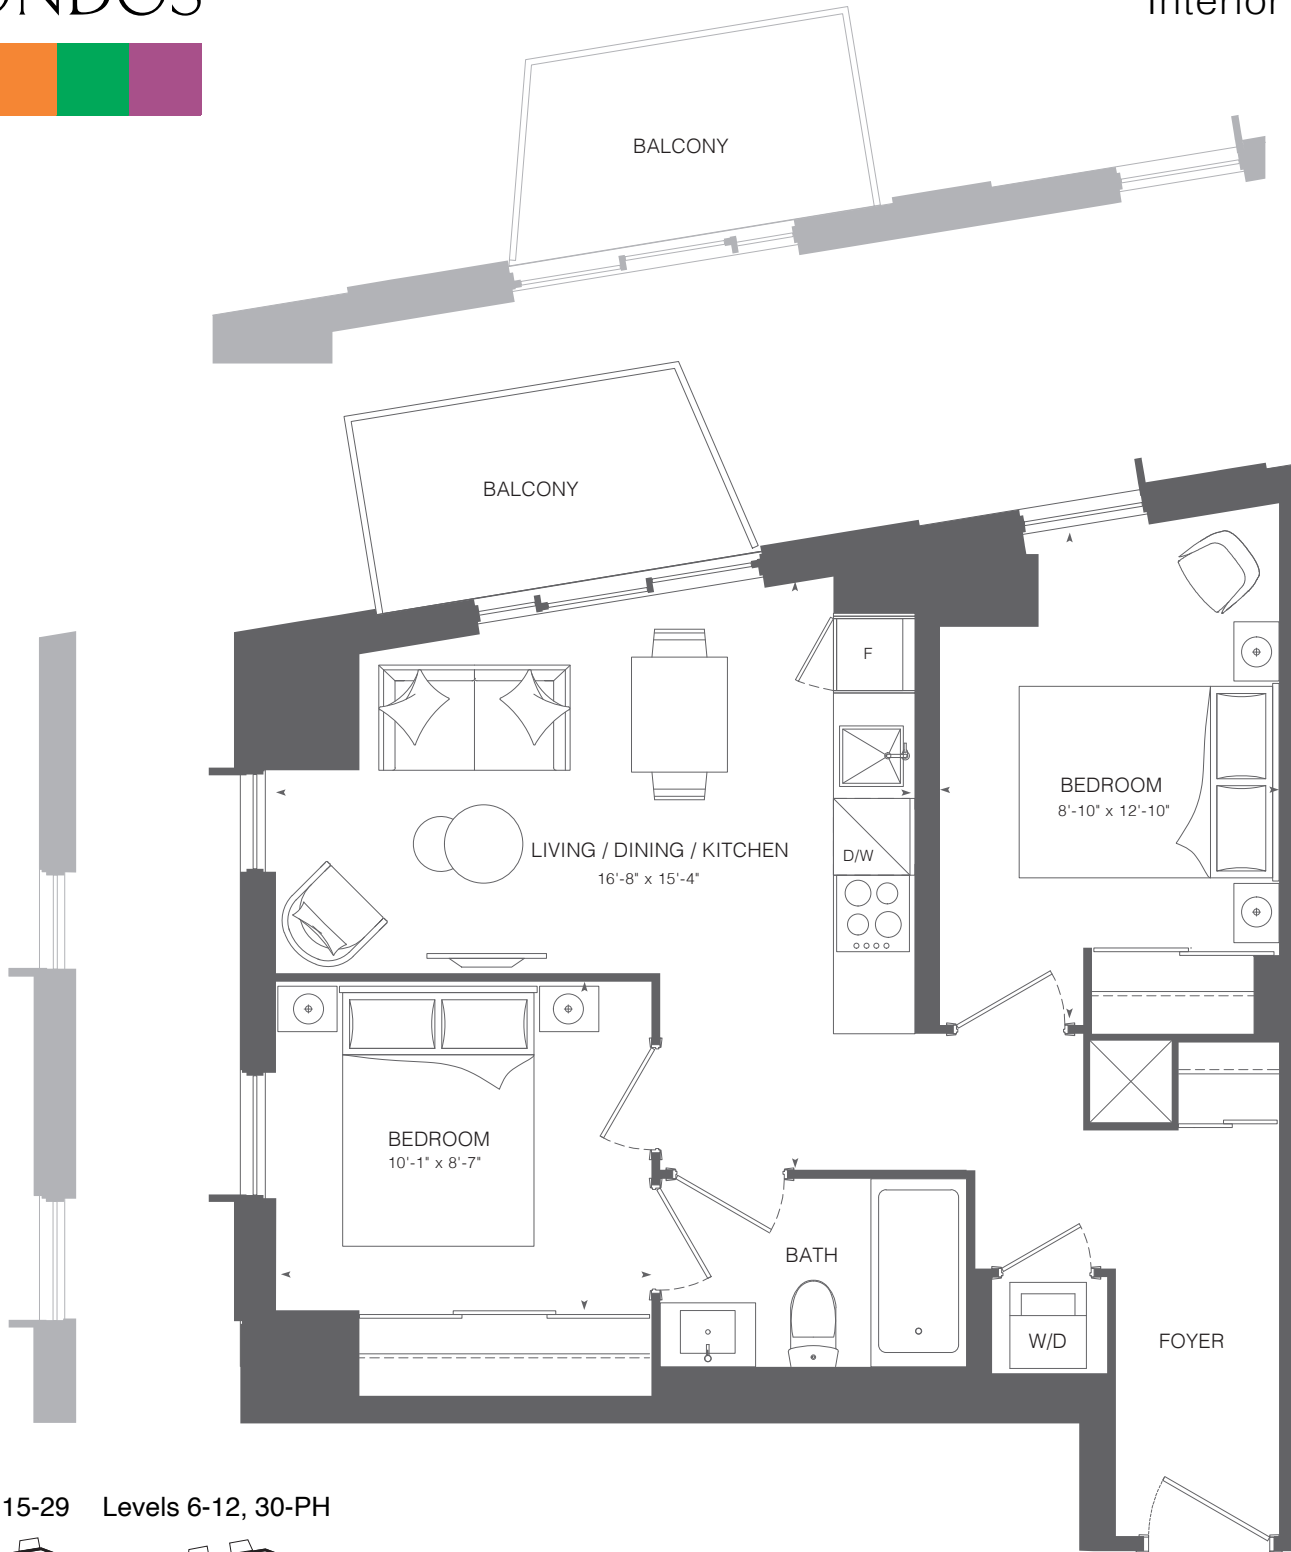 Interior
BALCONY
BALCONY
F
BEDROOM
8'-10" x 12'-10"
LIVING / DINING / KITCHEN
16'-8" x 15'-4"
D/W
BEDROOM
10'-1" x 8'-7"
BATH
W/D
FOYER
15-29 Levels 6-12, 30-PH